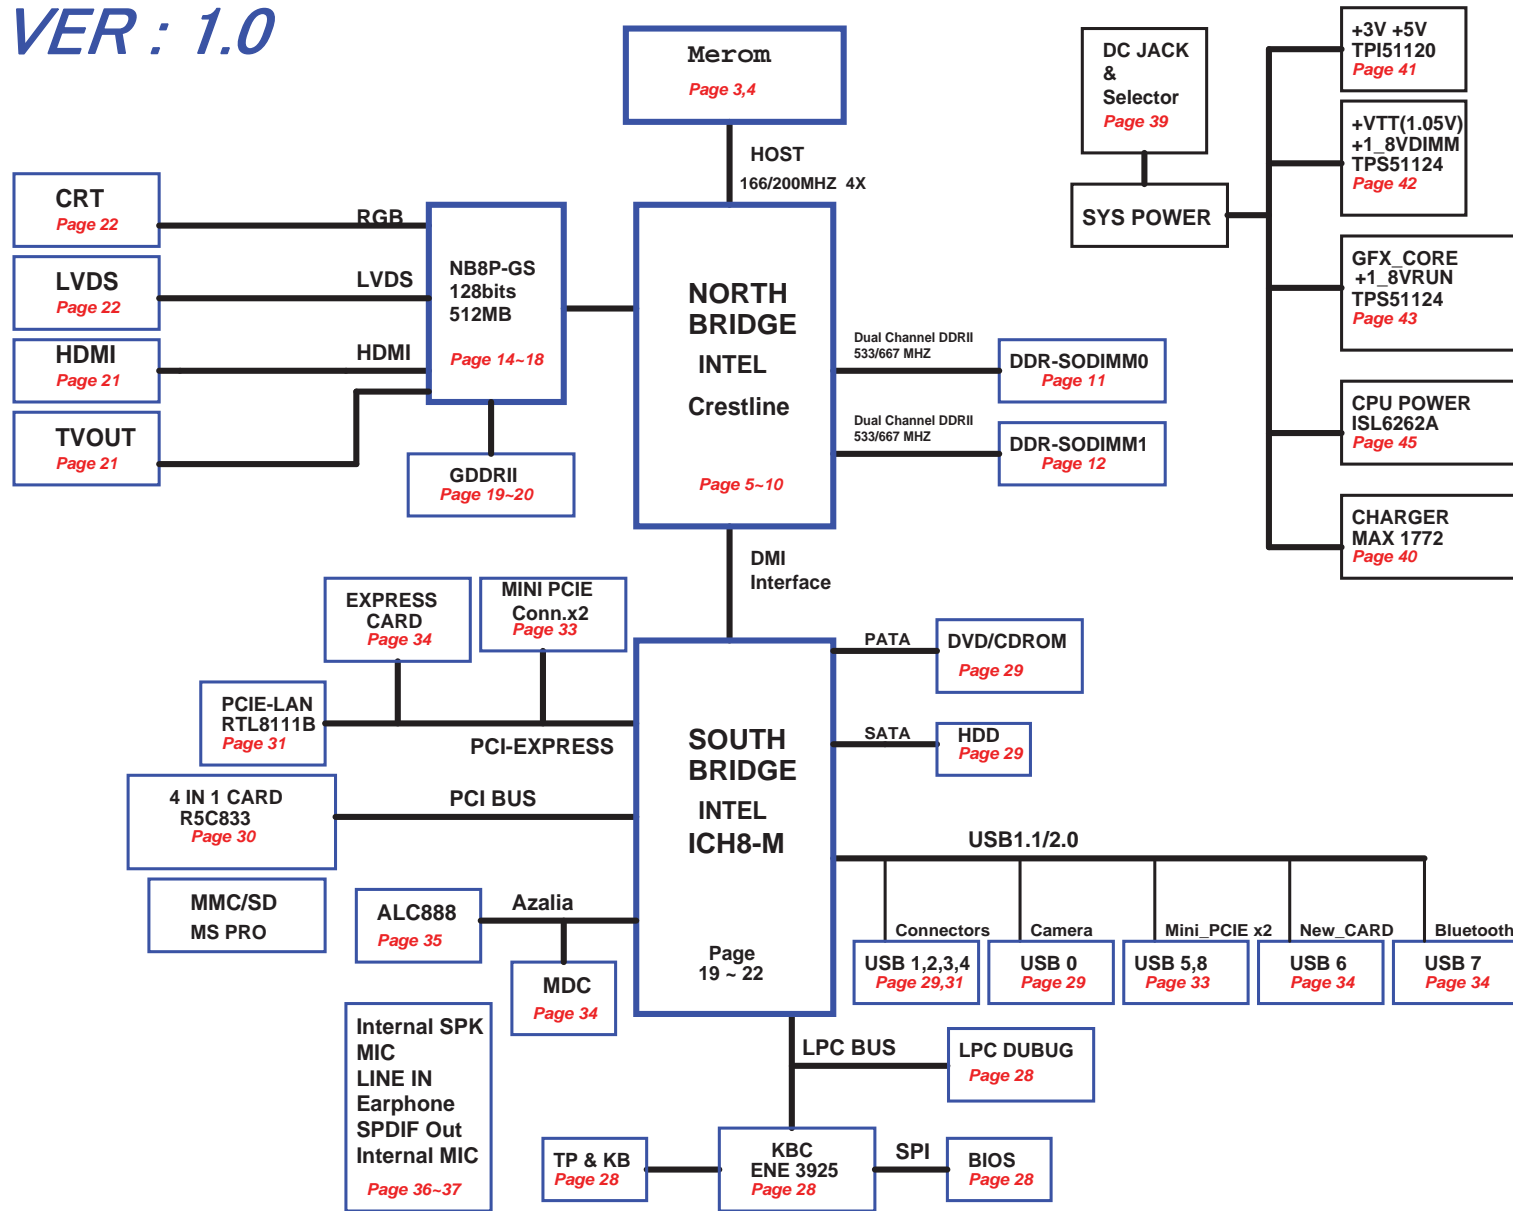 VER : 1.0
Merom
Page 3,4
HOST
166/200MHZ 4X
DC JACK
&
Selector
Page 39
SYS POWER
+3V +5V
TPI51120
Page 41
+VTT(1.05V)
+1_8VDIMM
TPS51124
Page 42
GFX_CORE
+1_8VRUN
TPS51124
Page 43
CPU POWER
ISL6262A
Page 45
CHARGER
MAX 1772
Page 40
CRT
Page 22
RGB
LVDS
Page 22
LVDS
HDMI
Page 21
HDMI
TVOUT
Page 21
NB8P-GS
128bits
512MB
Page 14~18
GDDRII
Page 19~20
NORTH
BRIDGE
INTEL
Crestline
Page 5~10
Dual Channel DDRII
533/667 MHZ
DDR-SODIMM0
Page 11
Dual Channel DDRII
533/667 MHZ
DDR-SODIMM1
Page 12
DMI
Interface
EXPRESS
CARD
Page 34
MINI PCIE
Conn.x2
Page 33
PCIE-LAN
RTL8111B
Page 31
PCI-EXPRESS
4 IN 1 CARD
R5C833
Page 30
PCI BUS
MMC/SD
MS PRO
ALC888
Page 35
Azalia
MDC
Page 34
Internal SPK
MIC
LINE IN
Earphone
SPDIF Out
Internal MIC
Page 36~37
SOUTH
BRIDGE
INTEL
ICH8-M
Page
19 ~ 22
PATA
DVD/CDROM
Page 29
SATA
HDD
Page 29
USB1.1/2.0
Connectors
USB 1,2,3,4
Page 29,31
Camera
USB 0
Page 29
Mini_PCIE x2
USB 5,8
Page 33
New_CARD
USB 6
Page 34
Bluetooth
USB 7
Page 34
LPC BUS
LPC DUBUG
Page 28
TP & KB
Page 28
KBC
ENE 3925
Page 28
SPI
BIOS
Page 28